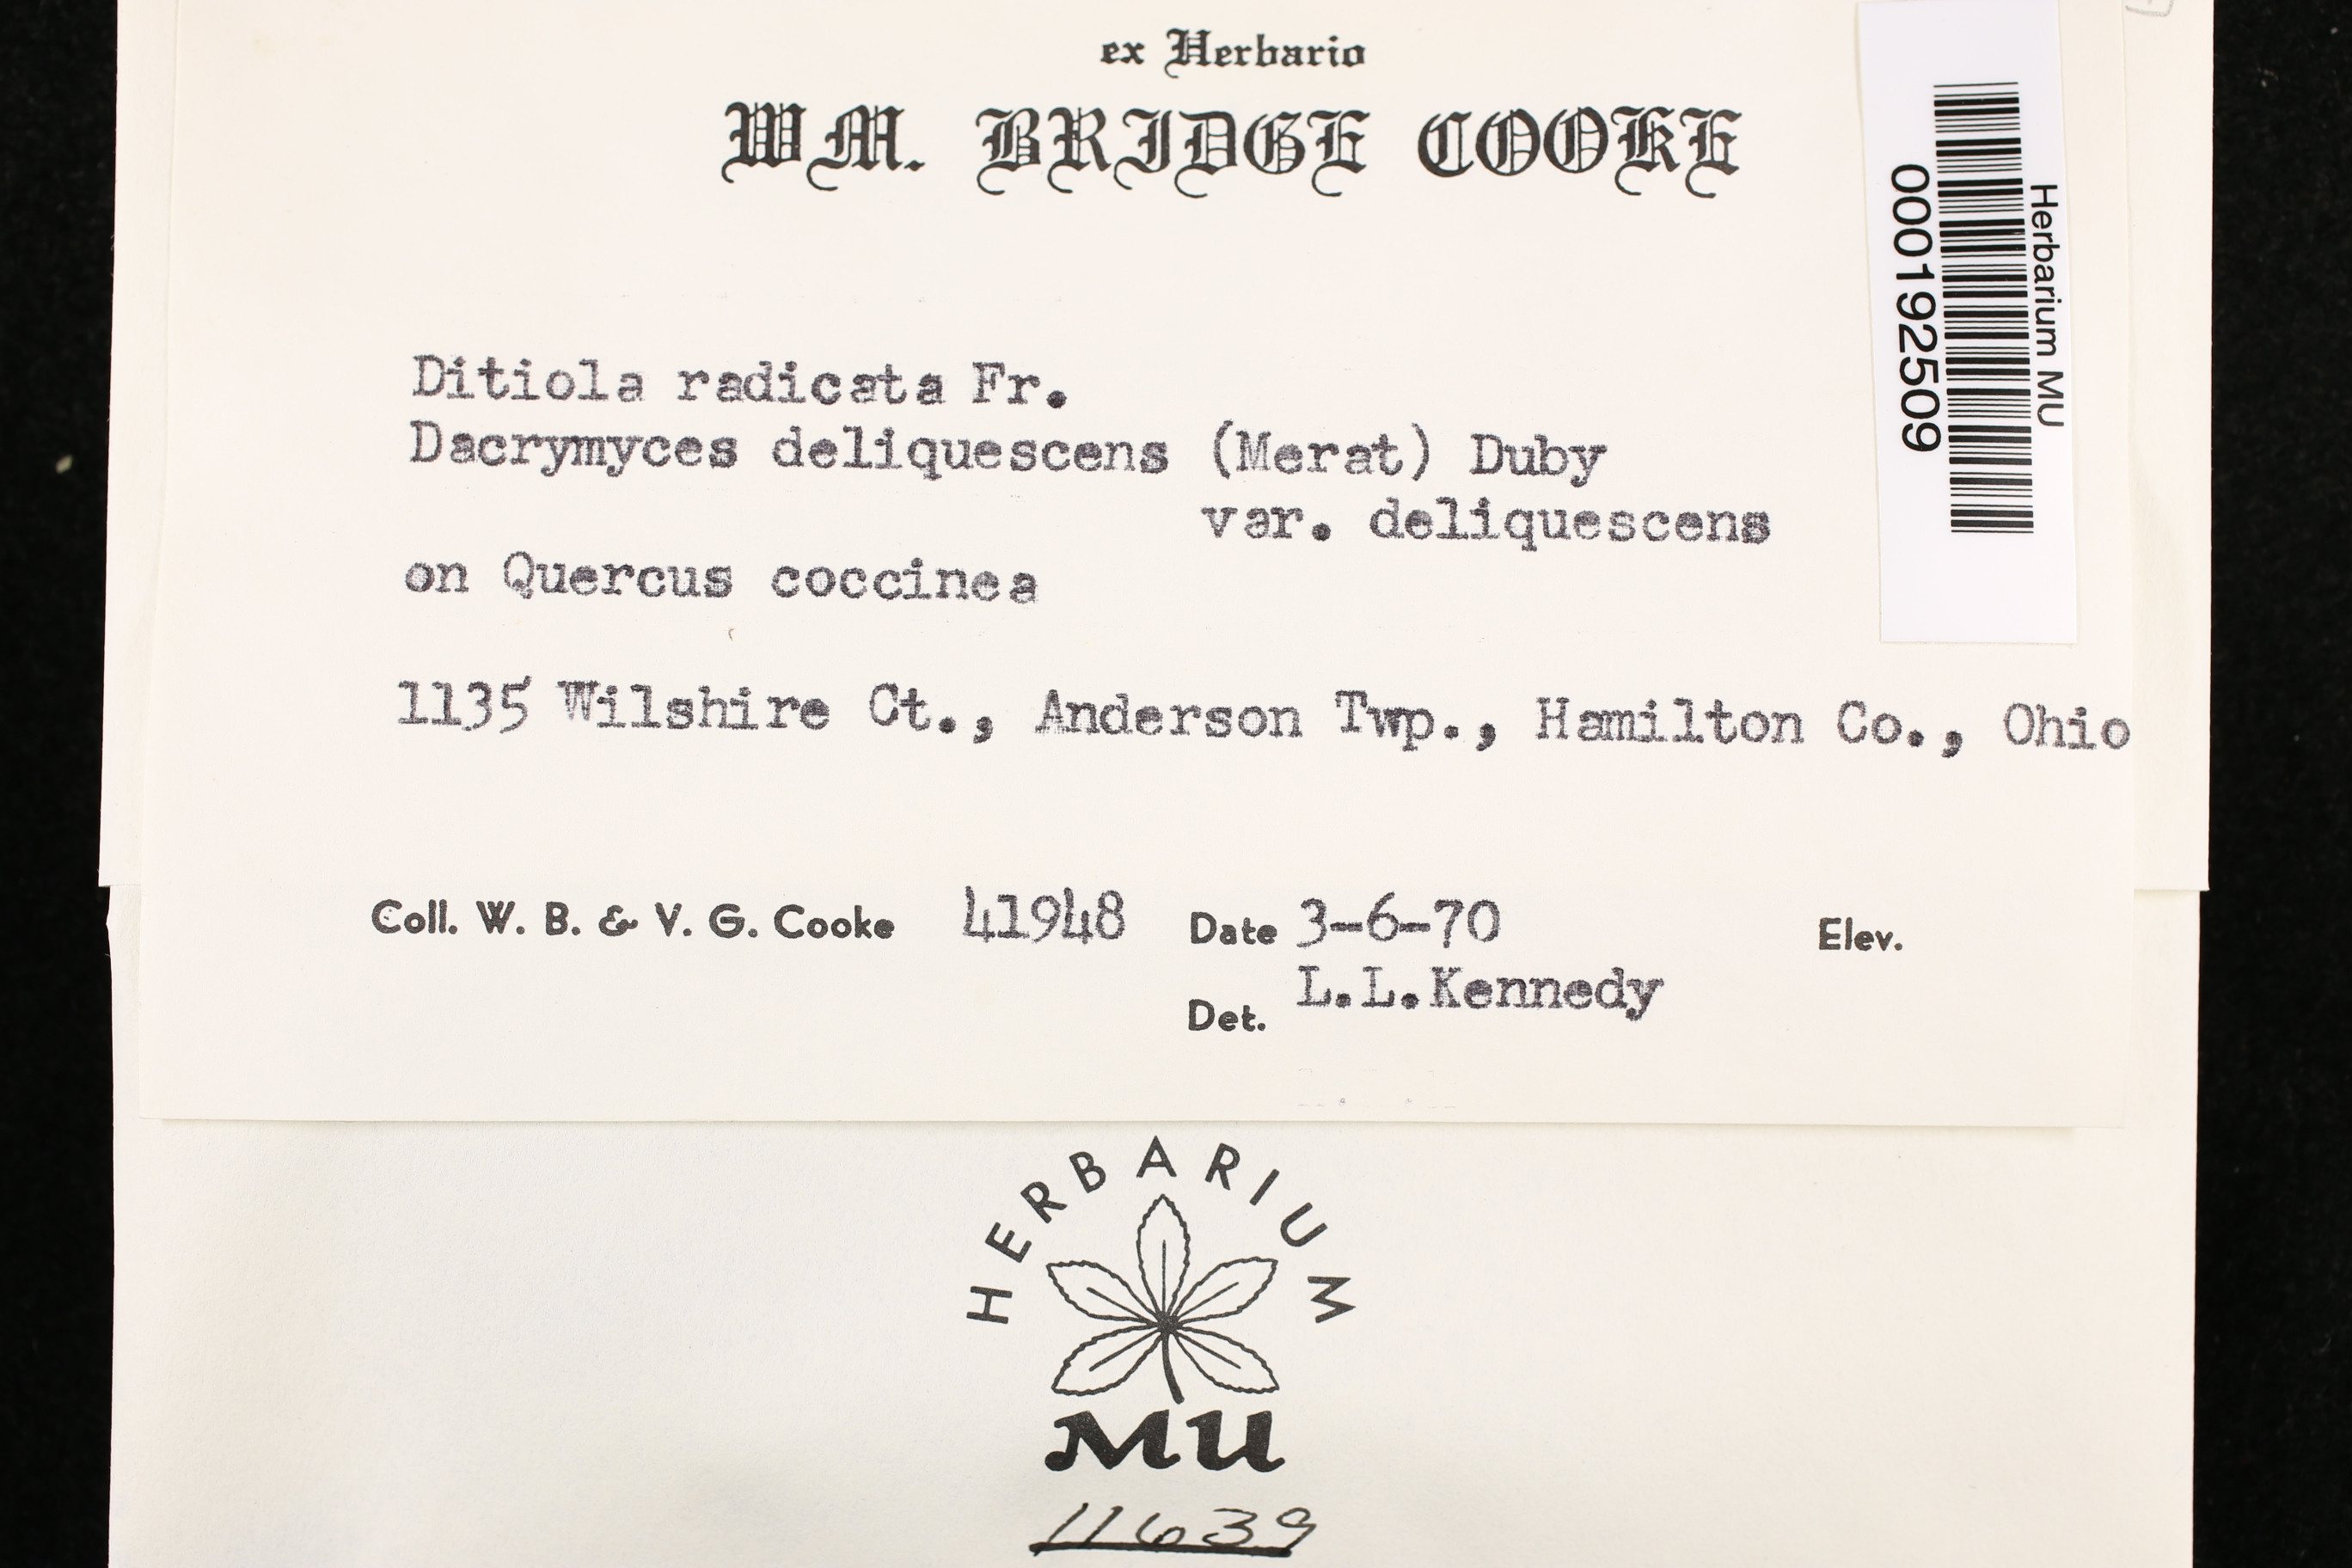 ex Herbario
WM. BRIDGE COOKE
Herbarium MU
000192509
Ditiola radicata Fr.
Dacrymyces deliquescens (Merat) Duby
var. deliquescens
on Quercus coccinea
1135 Wilshire Ct., Anderson Twp., Hamilton Co., Ohio
Coll. W. B. & V. G. Cooke 41948 Date 3-6-70 Elev.
Det. L.L.Kennedy
HERBARIUM
MU
11639